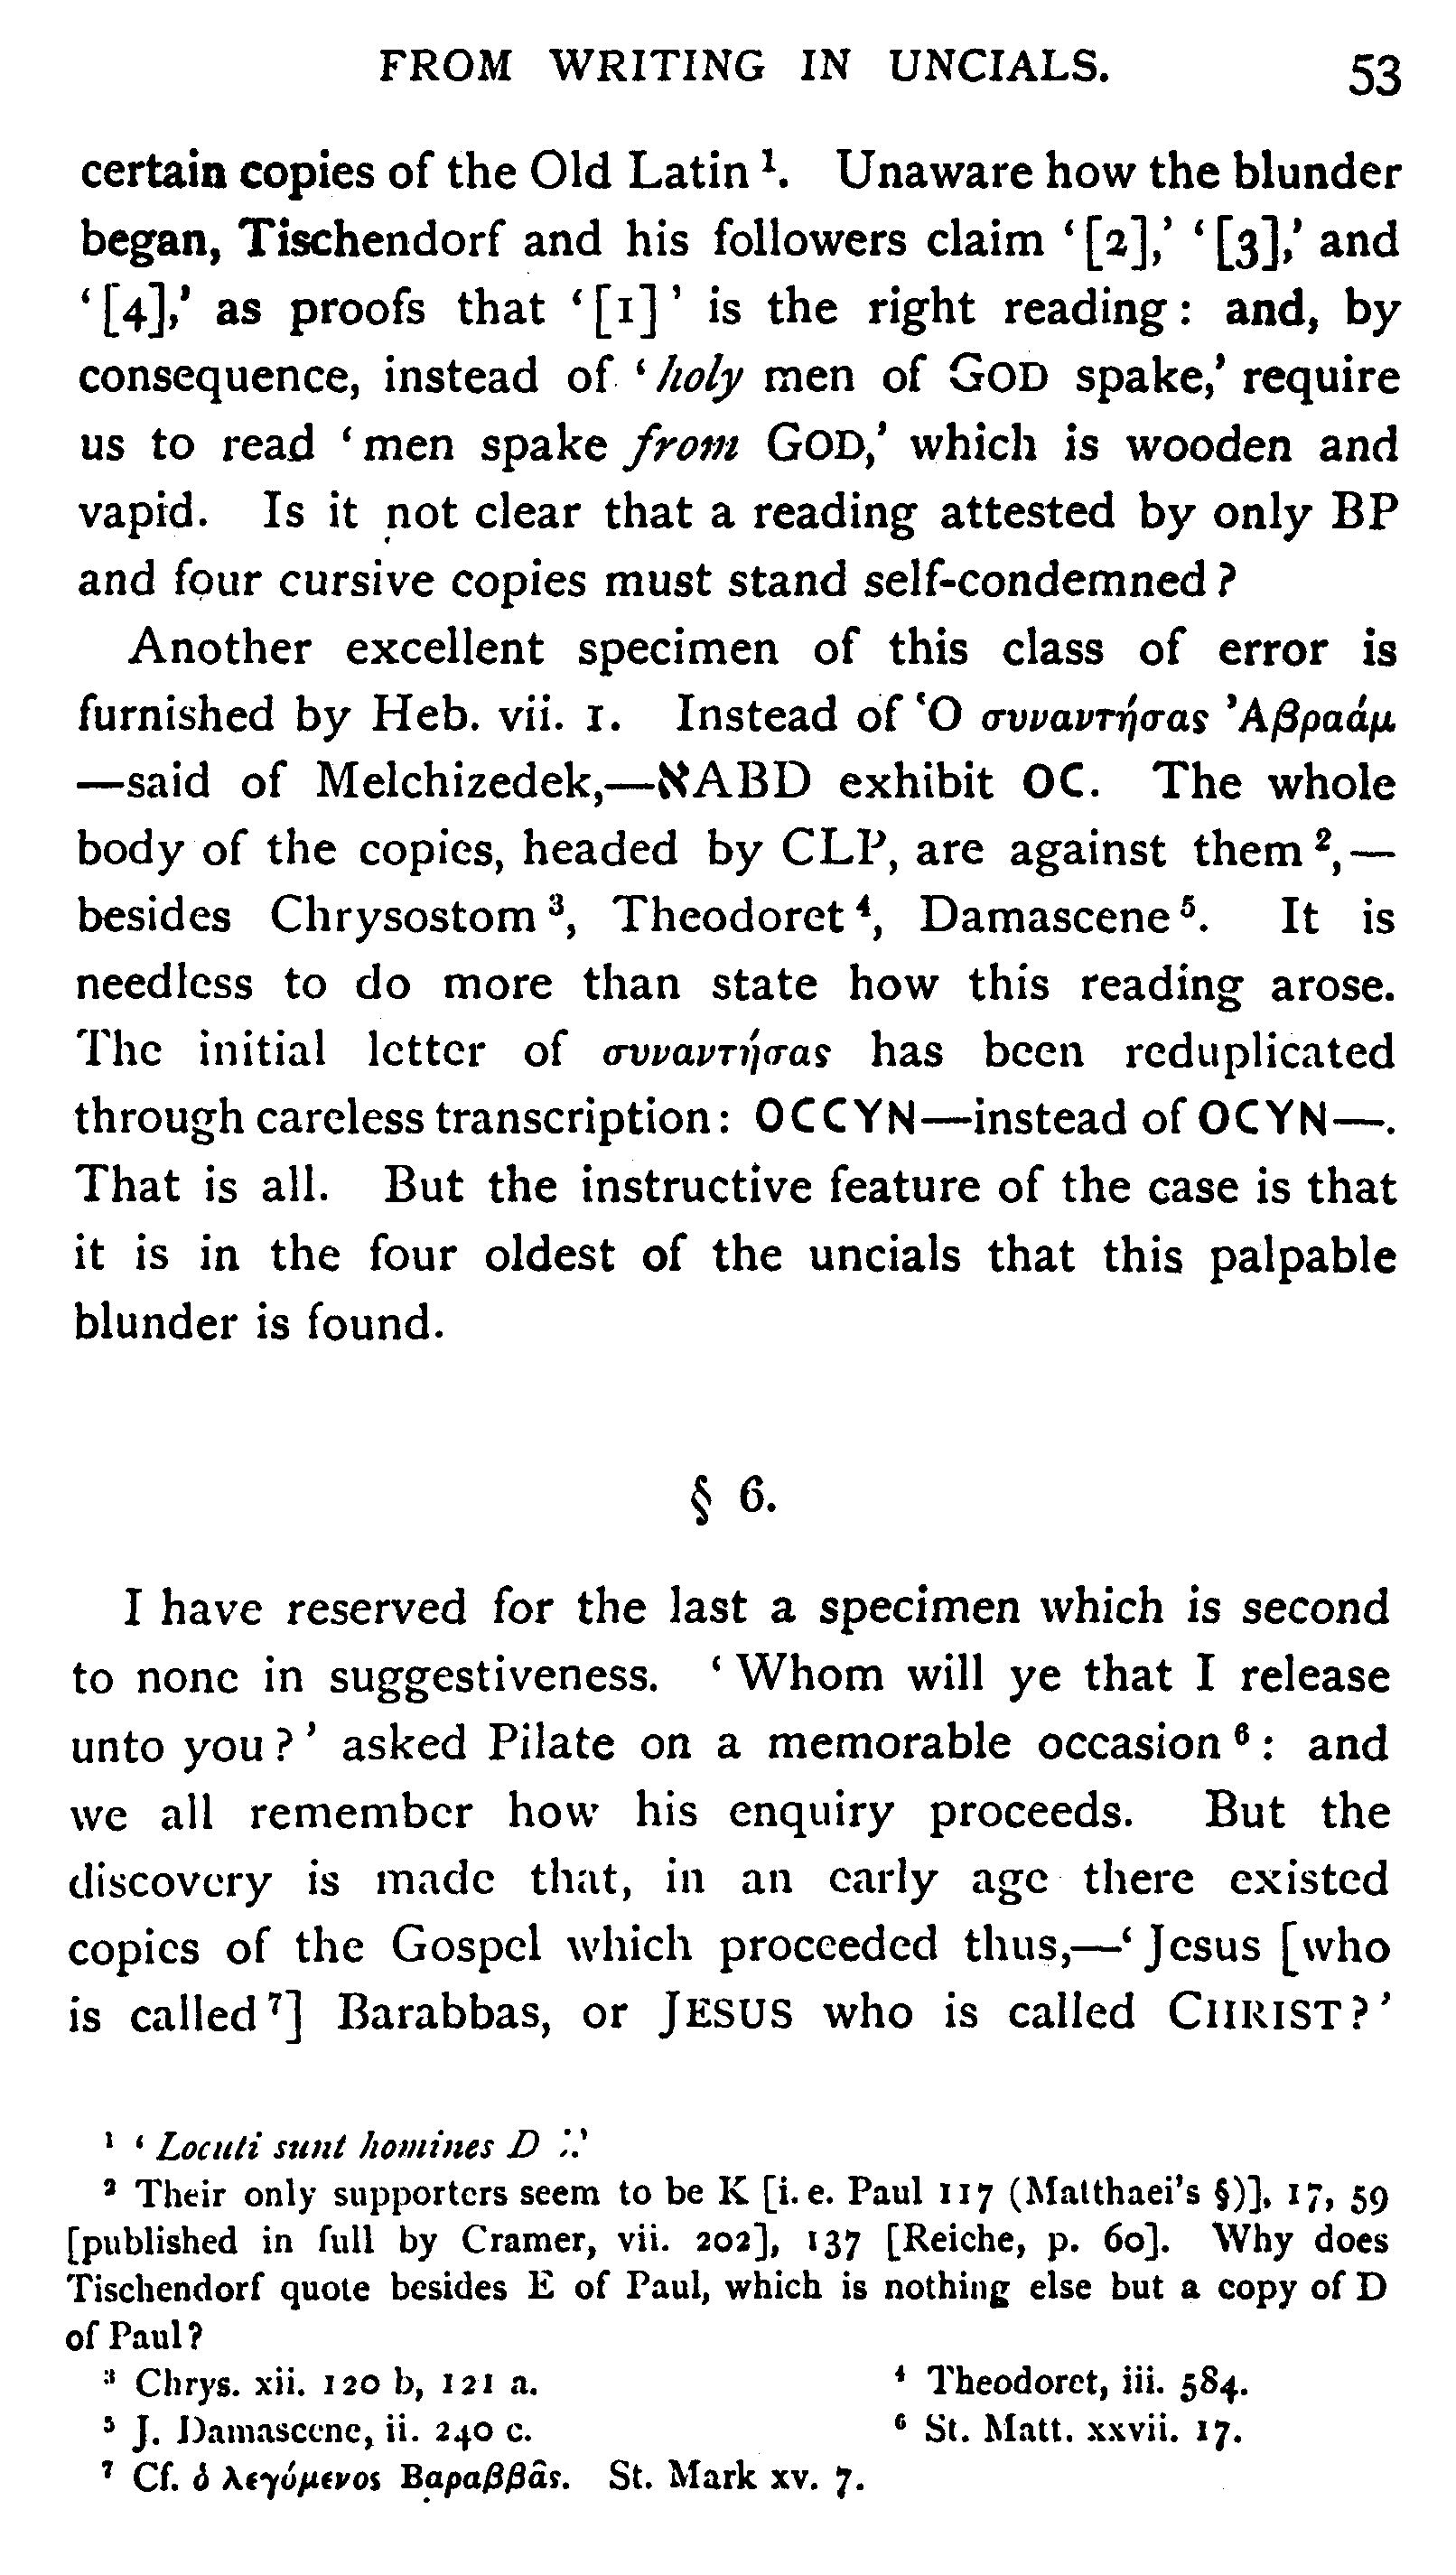 FROM WRITING IN UNCIALS. 53
certain copies of the Old Latin ¹. Unaware how the blunder
began, Tischendorf and his followers claim ‘[2],’ ‘[3],’ and
‘[4],’ as proofs that ‘[1]’ is the right reading: and, by
consequence, instead of ‘holy men of GOD spake,’ require
us to read ‘men spake from GOD,’ which is wooden and
vapid. Is it not clear that a reading attested by only BP
and four cursive copies must stand self-condemned?
Another excellent specimen of this class of error is
furnished by Heb. vii. 1. Instead of Ὁ συναντήσας Ἀβραάμ
—said of Melchizedek,—ℵABD exhibit OC. The whole
body of the copies, headed by CLP, are against them ²,—
besides Chrysostom ³, Theodoret ⁴, Damascene ⁵. It is
needless to do more than state how this reading arose.
The initial letter of συναντήσας has been reduplicated
through careless transcription: OCCYN—instead of OCYN—.
That is all. But the instructive feature of the case is that
it is in the four oldest of the uncials that this palpable
blunder is found.
§ 6.
I have reserved for the last a specimen which is second
to none in suggestiveness. ‘Whom will ye that I release
unto you?’ asked Pilate on a memorable occasion ⁶: and
we all remember how his enquiry proceeds. But the
discovery is made that, in an early age there existed
copies of the Gospel which proceeded thus,—‘Jesus [who
is called ⁷] Barabbas, or JESUS who is called CHRIST?’
¹ ‘Locuti sunt homines D ∴’
² Their only supporters seem to be K [i. e. Paul 117 (Matthaei’s §)], 17, 59
[published in full by Cramer, vii. 202], 137 [Reiche, p. 60]. Why does
Tischendorf quote besides E of Paul, which is nothing else but a copy of D
of Paul?
³ Chrys. xii. 120 b, 121 a. ⁴ Theodoret, iii. 584.
⁵ J. Damascene, ii. 240 c. ⁶ St. Matt. xxvii. 17.
⁷ Cf. ὁ λεγόμενος Βαραββᾶς. St. Mark xv. 7.